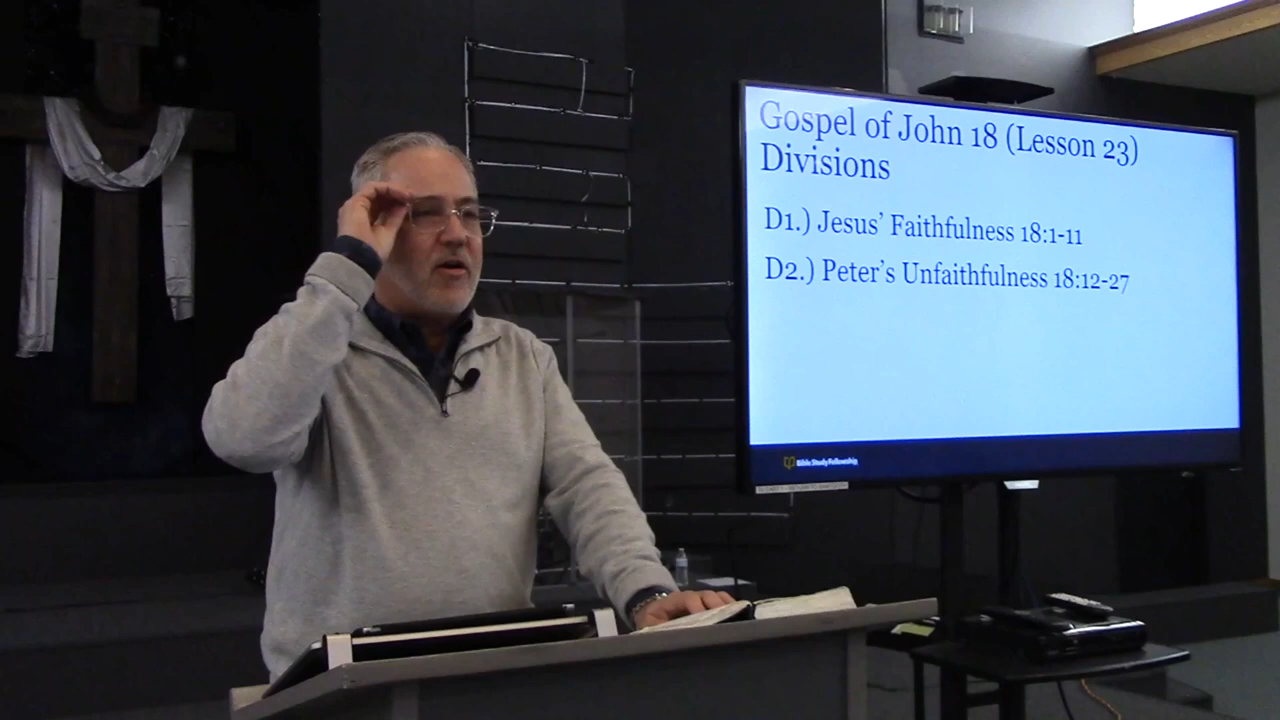 Gospel of John 18 (Lesson 23)
Divisions
D1.) Jesus’ Faithfulness 18:1-11
D2.) Peter’s Unfaithfulness 18:12-27
Bible Study Fellowship